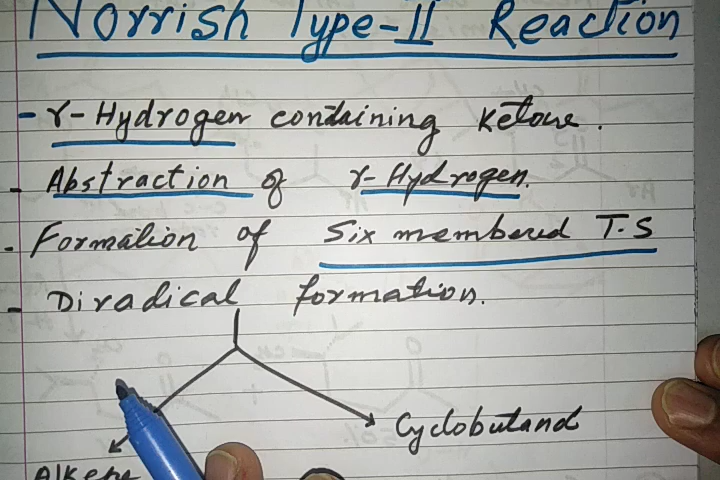 Norrish Type-II Reaction
- γ-Hydrogen containing Ketone.
- Abstraction of γ-Hydrogen.
- Formation of Six membered T.S
- Diradical formation.
Cyclobutanol